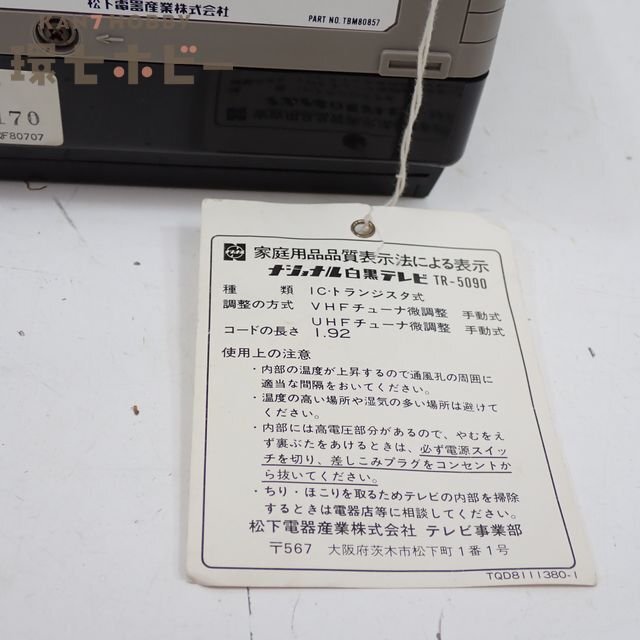 KAN7HOBBY
環七ホビー
松下電器産業株式会社
PART NO. TBM80857
170
F80707
家庭用品品質表示法による表示
ナショナル白黒テレビ TR-5090
種類 IC・トランジスタ式
調整の方式 VHFチューナ微調整 手動式
UHFチューナ微調整 手動式
コードの長さ 1.92
使用上の注意
・内部の温度が上昇するので通風孔の周囲に
適当な間隔をおいてください。
・温度の高い場所や湿気の多い場所は避けて
ください。
・内部には高電圧部分があるので、やむをえ
ず裏ぶたをあけるときは、必ず電源スイッ
チを切り、差しこみプラグをコンセントか
ら抜いてください。
・ちり・ほこりを取るためテレビの内部を掃除
するときは電器店等に相談してください。
松下電器産業株式会社 テレビ事業部
〒567 大阪府茨木市松下町1番1号
TQD8111380-1